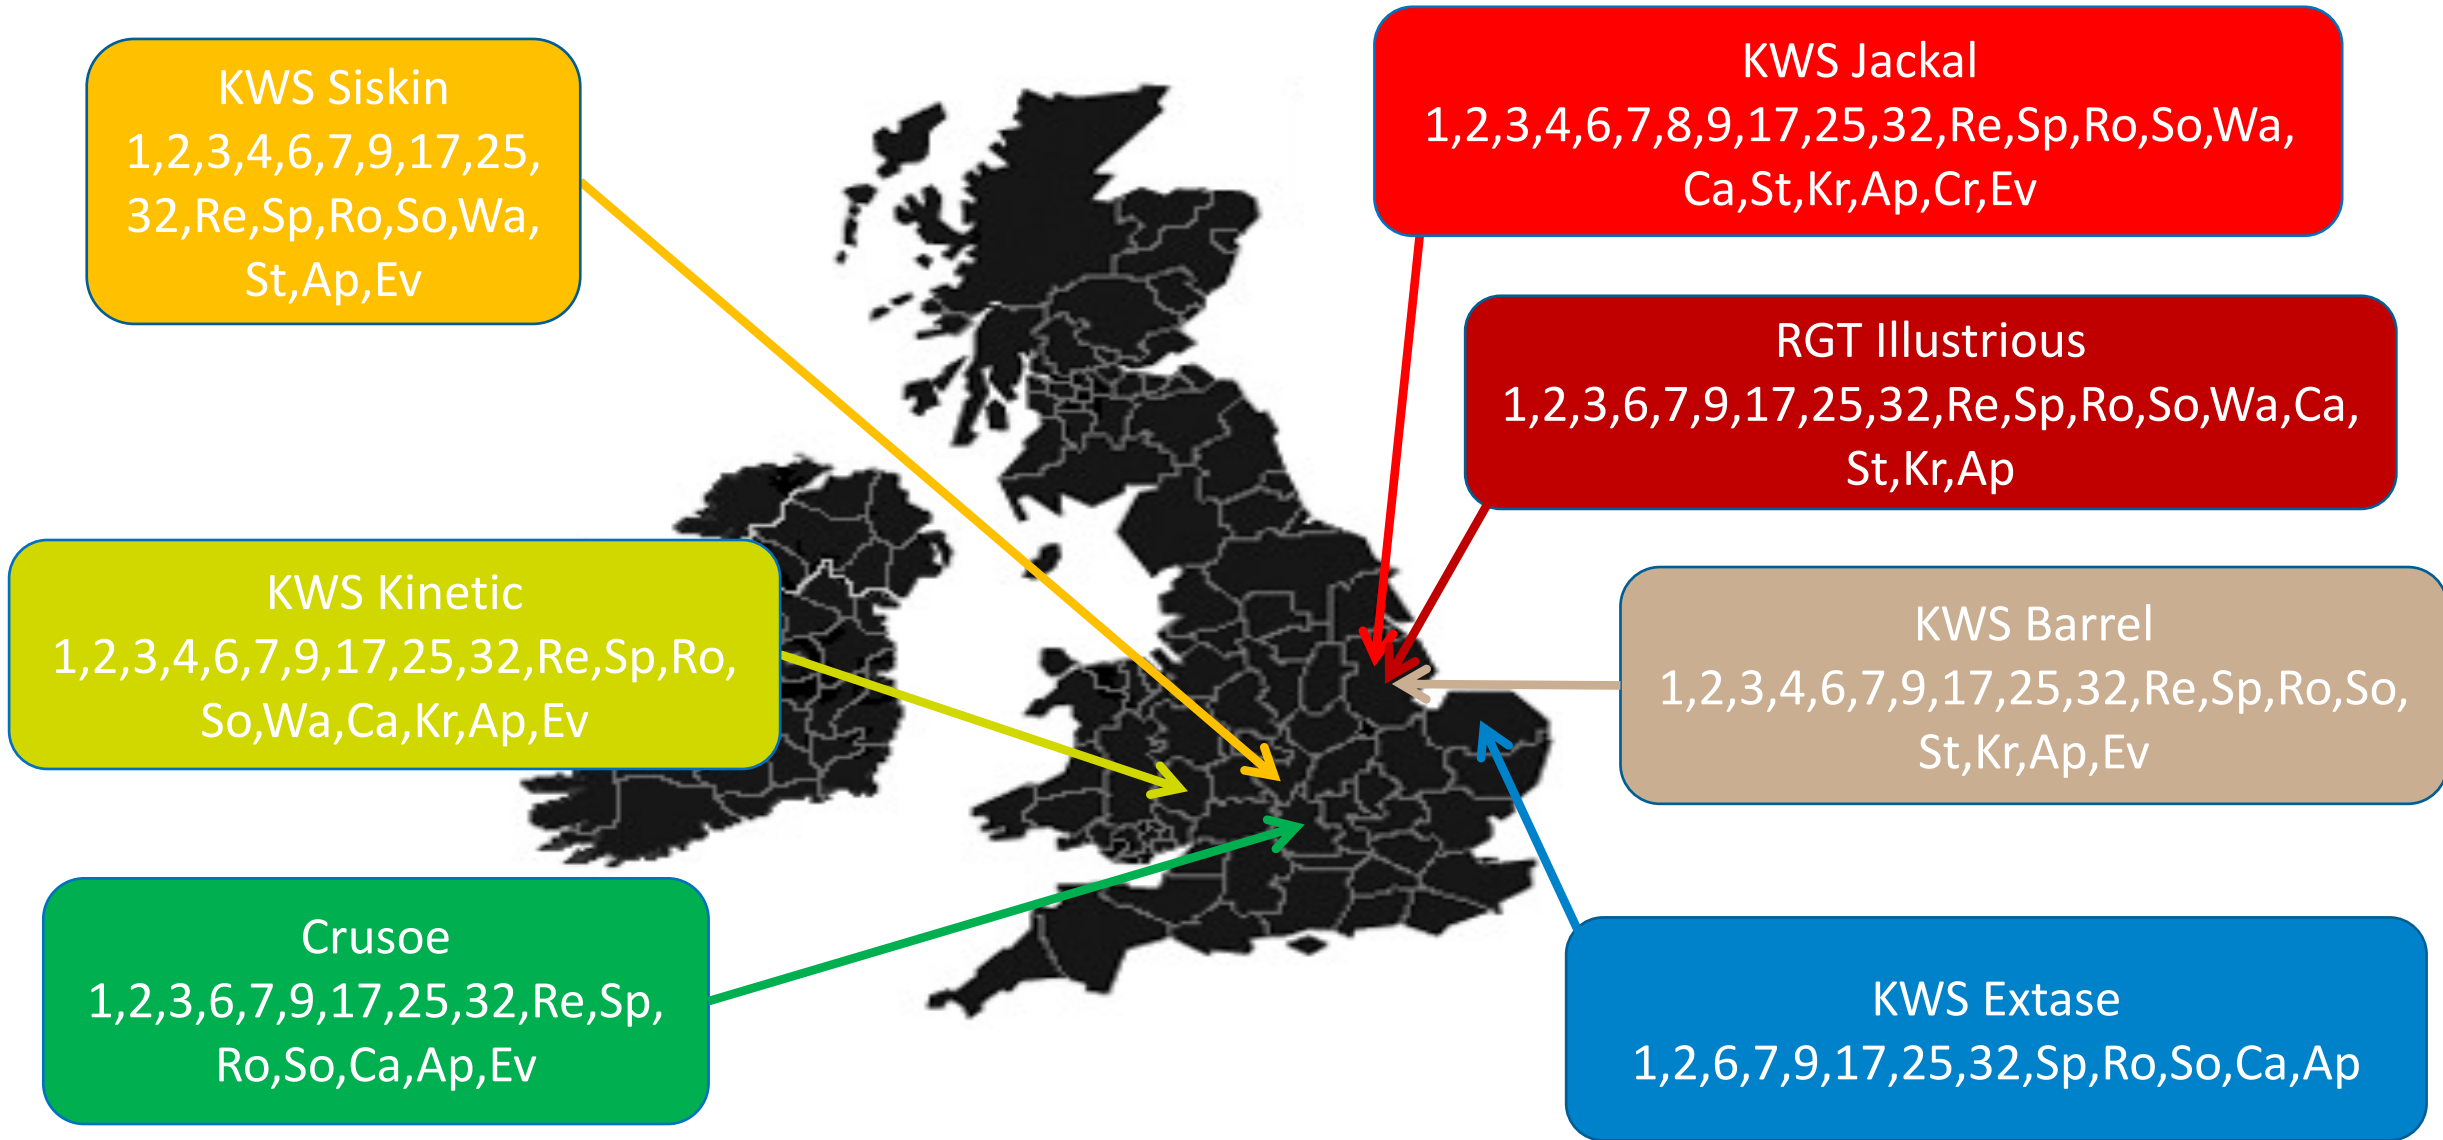 KWS Siskin
1,2,3,4,6,7,9,17,25,
32,Re,Sp,Ro,So,Wa,
St,Ap,Ev
KWS Jackal
1,2,3,4,6,7,8,9,17,25,32,Re,Sp,Ro,So,Wa,
Ca,St,Kr,Ap,Cr,Ev
RGT Illustrious
1,2,3,6,7,9,17,25,32,Re,Sp,Ro,So,Wa,Ca,
St,Kr,Ap
KWS Kinetic
1,2,3,4,6,7,9,17,25,32,Re,Sp,Ro,
So,Wa,Ca,Kr,Ap,Ev
KWS Barrel
1,2,3,4,6,7,9,17,25,32,Re,Sp,Ro,So,
St,Kr,Ap,Ev
Crusoe
1,2,3,6,7,9,17,25,32,Re,Sp,
Ro,So,Ca,Ap,Ev
KWS Extase
1,2,6,7,9,17,25,32,Sp,Ro,So,Ca,Ap